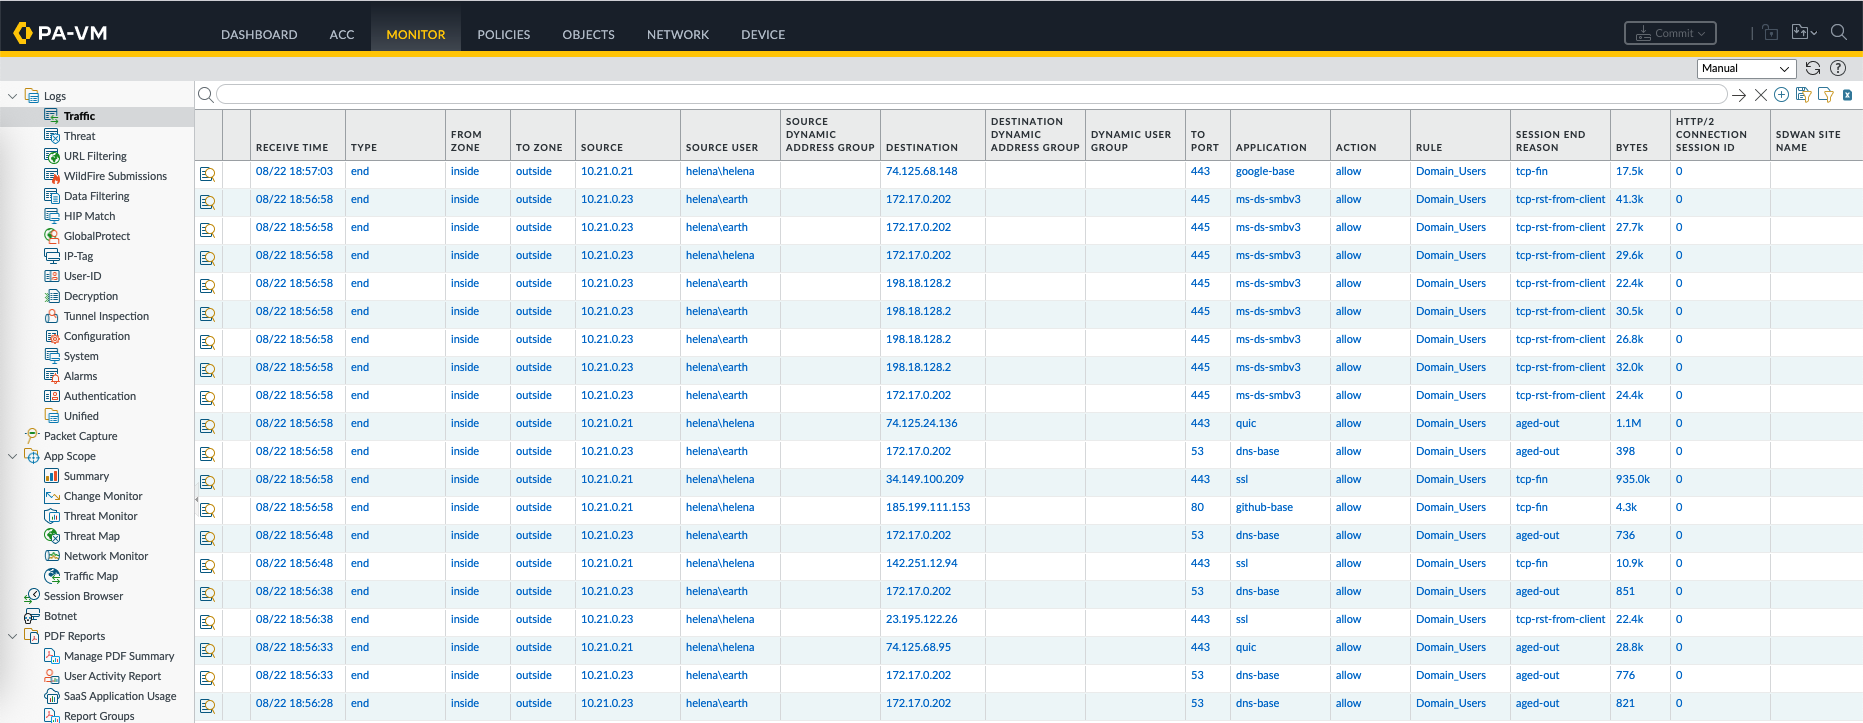 PA-VM
DASHBOARD ACC MONITOR POLICIES OBJECTS NETWORK DEVICE
Commit
Manual
Logs
Traffic
Threat
URL Filtering
WildFire Submissions
Data Filtering
HIP Match
GlobalProtect
IP-Tag
User-ID
Decryption
Tunnel Inspection
Configuration
System
Alarms
Authentication
Unified
Packet Capture
App Scope
Summary
Change Monitor
Threat Monitor
Threat Map
Network Monitor
Traffic Map
Session Browser
Botnet
PDF Reports
Manage PDF Summary
User Activity Report
SaaS Application Usage
Report Groups
RECEIVE TIME TYPE FROM ZONE TO ZONE SOURCE SOURCE USER SOURCE DYNAMIC ADDRESS GROUP DESTINATION DESTINATION DYNAMIC ADDRESS GROUP DYNAMIC USER GROUP TO PORT APPLICATION ACTION RULE SESSION END REASON BYTES HTTP/2 CONNECTION SESSION ID SDWAN SITE NAME
08/22 18:57:03 end inside outside 10.21.0.21 helena\helena 74.125.68.148 443 google-base allow Domain_Users tcp-fin 17.5k 0
08/22 18:56:58 end inside outside 10.21.0.23 helena\earth 172.17.0.202 445 ms-ds-smbv3 allow Domain_Users tcp-rst-from-client 41.3k 0
08/22 18:56:58 end inside outside 10.21.0.23 helena\earth 172.17.0.202 445 ms-ds-smbv3 allow Domain_Users tcp-rst-from-client 27.7k 0
08/22 18:56:58 end inside outside 10.21.0.23 helena\helena 172.17.0.202 445 ms-ds-smbv3 allow Domain_Users tcp-rst-from-client 29.6k 0
08/22 18:56:58 end inside outside 10.21.0.23 helena\earth 198.18.128.2 445 ms-ds-smbv3 allow Domain_Users tcp-rst-from-client 22.4k 0
08/22 18:56:58 end inside outside 10.21.0.23 helena\earth 198.18.128.2 445 ms-ds-smbv3 allow Domain_Users tcp-rst-from-client 30.5k 0
08/22 18:56:58 end inside outside 10.21.0.23 helena\earth 198.18.128.2 445 ms-ds-smbv3 allow Domain_Users tcp-rst-from-client 26.8k 0
08/22 18:56:58 end inside outside 10.21.0.23 helena\earth 198.18.128.2 445 ms-ds-smbv3 allow Domain_Users tcp-rst-from-client 32.0k 0
08/22 18:56:58 end inside outside 10.21.0.23 helena\earth 172.17.0.202 445 ms-ds-smbv3 allow Domain_Users tcp-rst-from-client 24.4k 0
08/22 18:56:58 end inside outside 10.21.0.21 helena\helena 74.125.24.136 443 quic allow Domain_Users aged-out 1.1M 0
08/22 18:56:58 end inside outside 10.21.0.23 helena\earth 172.17.0.202 53 dns-base allow Domain_Users aged-out 398 0
08/22 18:56:58 end inside outside 10.21.0.21 helena\helena 34.149.100.209 443 ssl allow Domain_Users tcp-fin 935.0k 0
08/22 18:56:58 end inside outside 10.21.0.21 helena\helena 185.199.111.153 80 github-base allow Domain_Users tcp-fin 4.3k 0
08/22 18:56:48 end inside outside 10.21.0.23 helena\earth 172.17.0.202 53 dns-base allow Domain_Users aged-out 736 0
08/22 18:56:48 end inside outside 10.21.0.21 helena\helena 142.251.12.94 443 ssl allow Domain_Users tcp-fin 10.9k 0
08/22 18:56:38 end inside outside 10.21.0.23 helena\earth 172.17.0.202 53 dns-base allow Domain_Users aged-out 851 0
08/22 18:56:38 end inside outside 10.21.0.21 helena\helena 23.195.122.26 443 ssl allow Domain_Users tcp-rst-from-client 22.4k 0
08/22 18:56:33 end inside outside 10.21.0.21 helena\helena 74.125.68.95 443 quic allow Domain_Users aged-out 28.8k 0
08/22 18:56:33 end inside outside 10.21.0.23 helena\earth 172.17.0.202 53 dns-base allow Domain_Users aged-out 776 0
08/22 18:56:28 end inside outside 10.21.0.23 helena\earth 172.17.0.202 53 dns-base allow Domain_Users aged-out 821 0